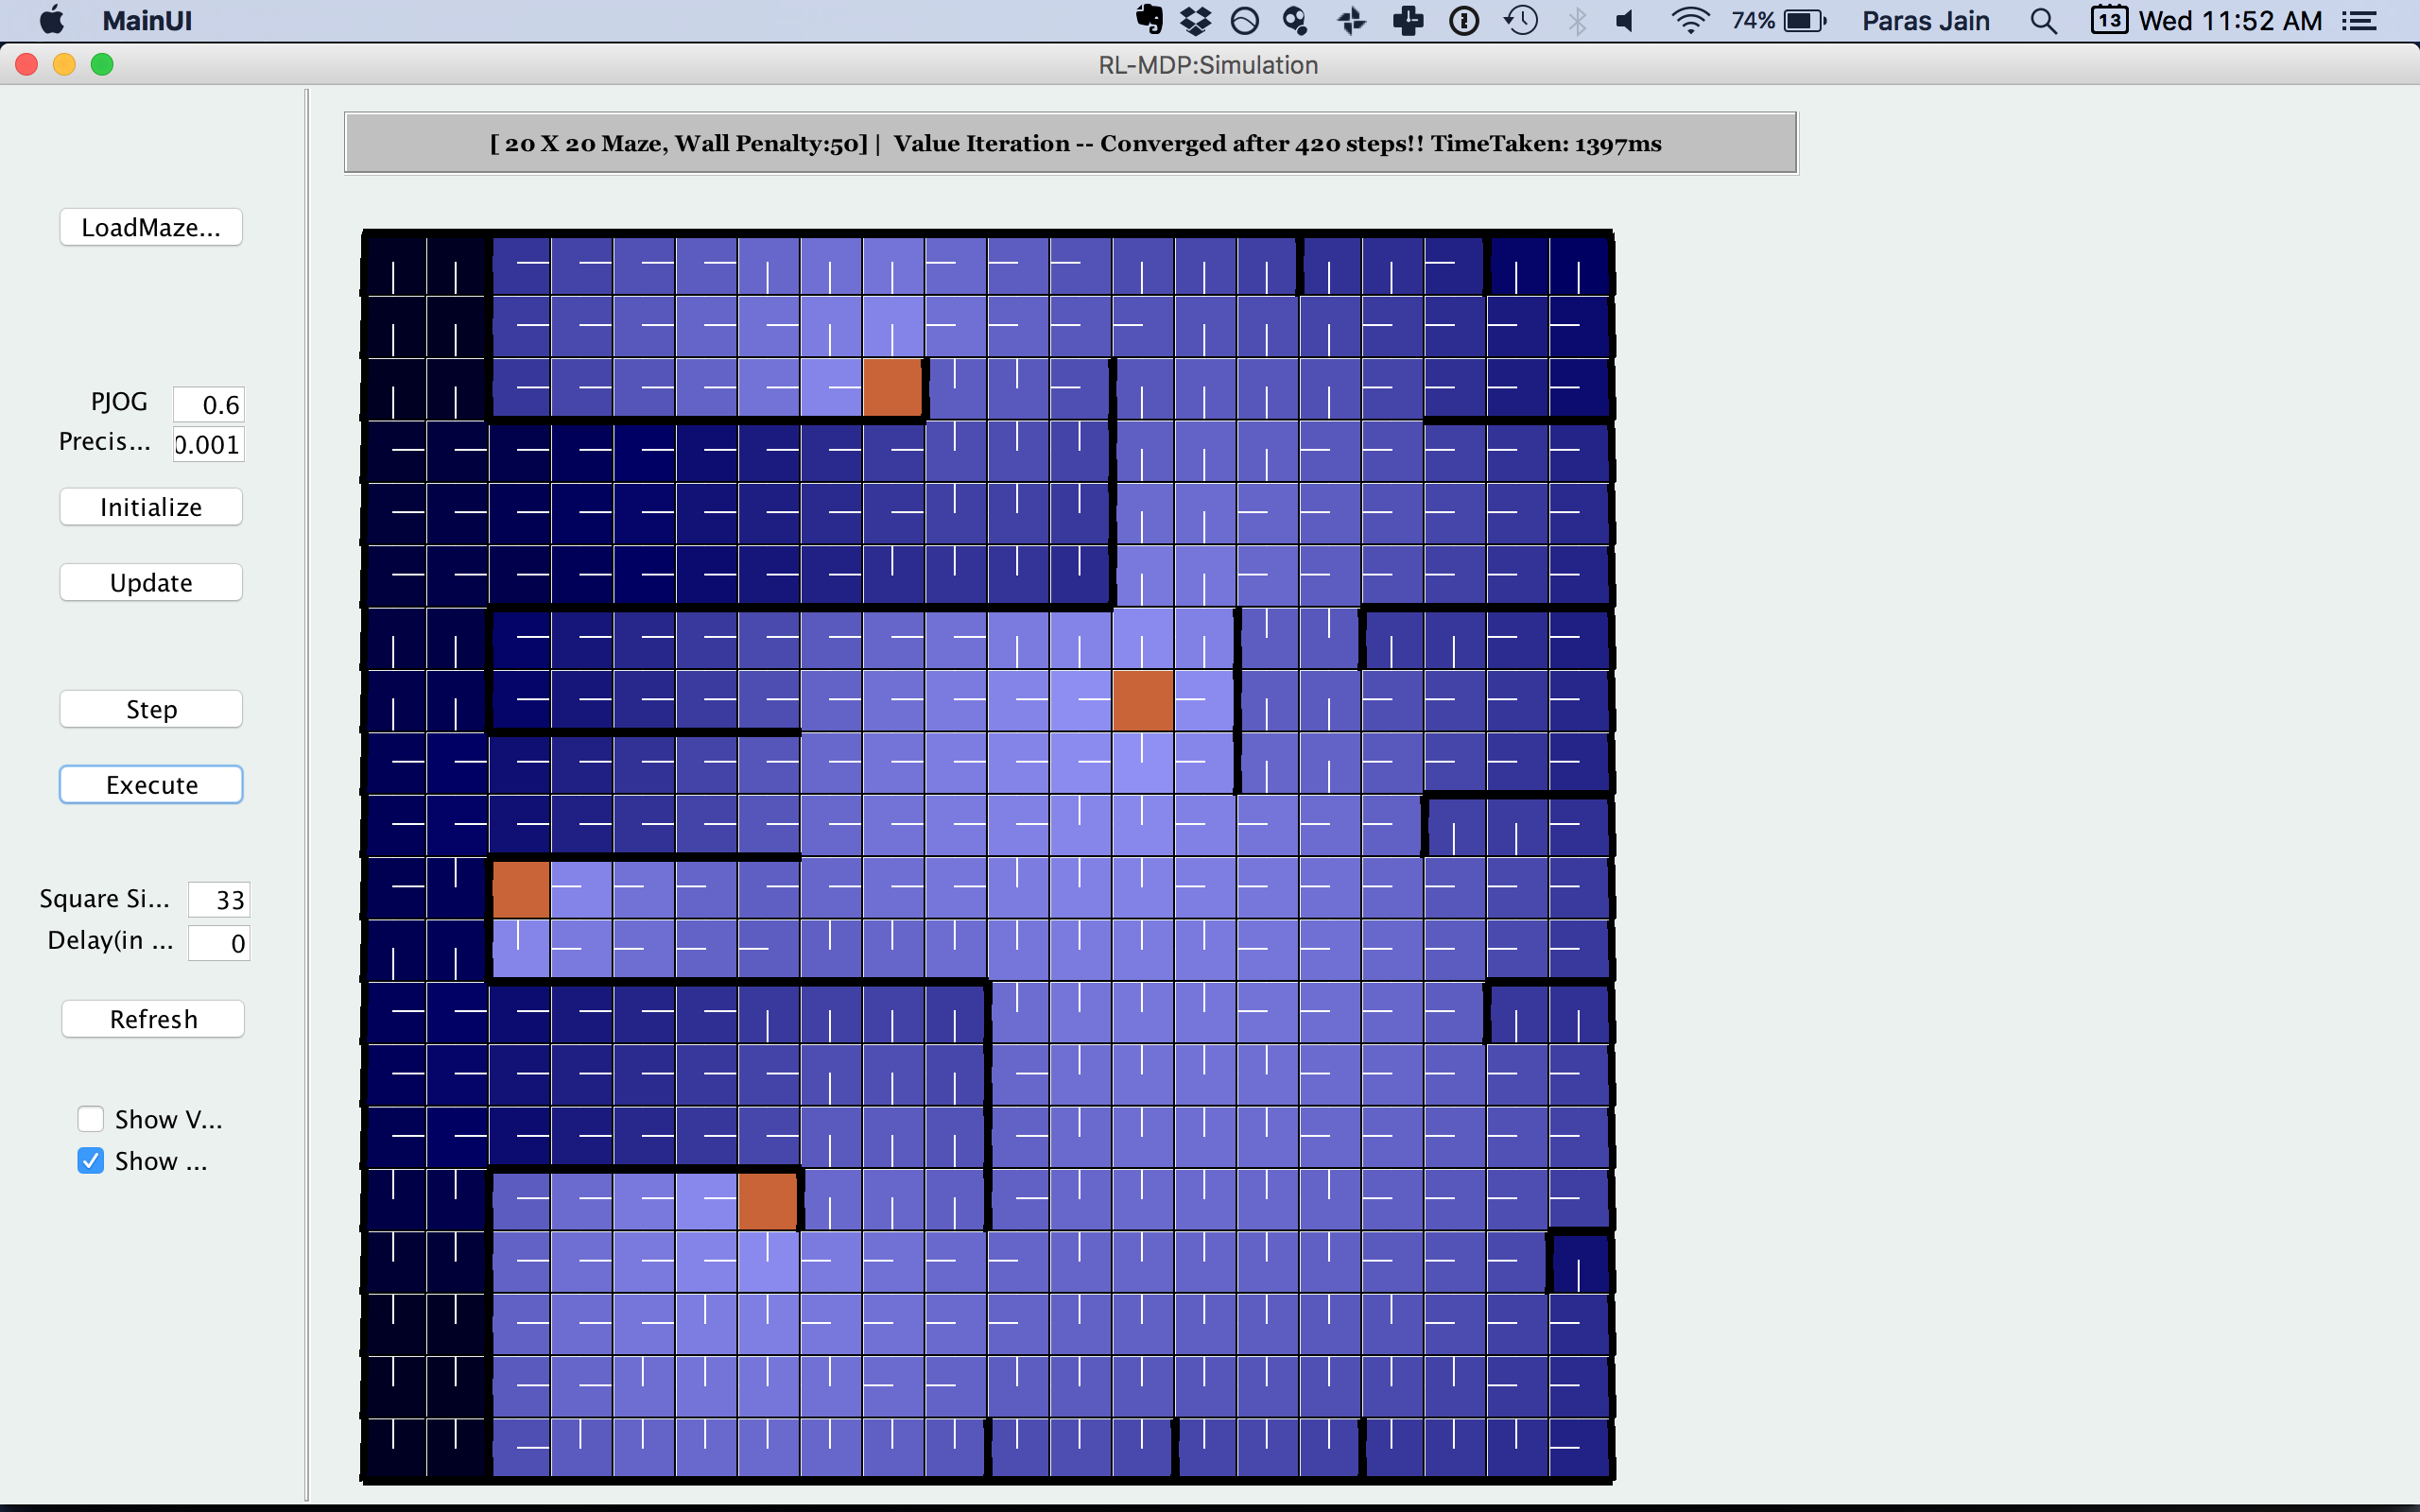 MainUI
74%
Paras Jain
13
Wed 11:52 AM
RL-MDP:Simulation
[ 20 X 20 Maze, Wall Penalty:50] | Value Iteration -- Converged after 420 steps!! TimeTaken: 1397ms
LoadMaze...
PJOG 0.6
Precis... 0.001
Initialize
Update
Step
Execute
Square Si... 33
Delay(in ... 0
Refresh
Show V...
Show ...